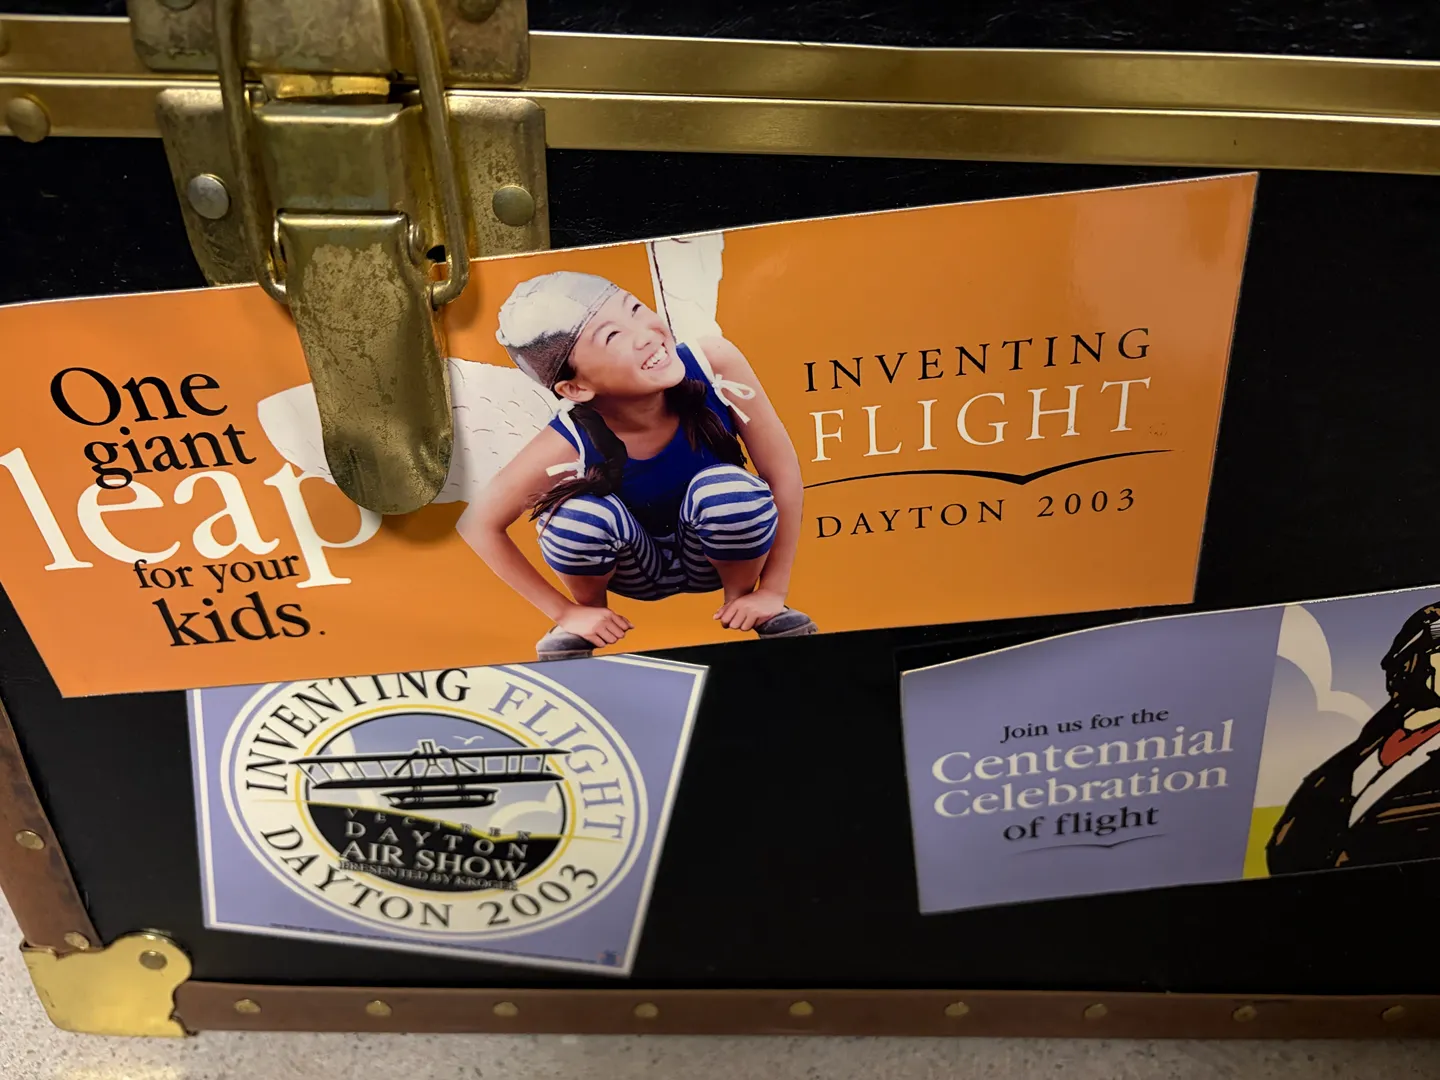 One
giant
leap
for your
kids.
INVENTING
FLIGHT
DAYTON 2003
INVENTING FLIGHT
VECTREN
DAYTON
AIR SHOW
PRESENTED BY KROGER
DAYTON 2003
Join us for the
Centennial
Celebration
of flight